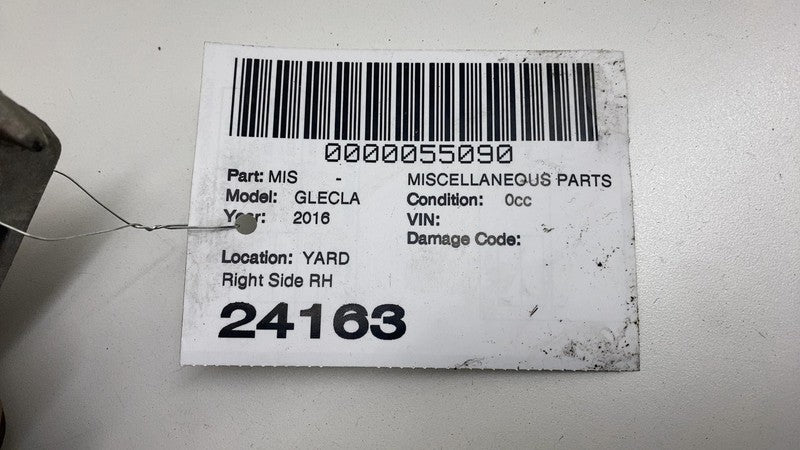 0000055090
Part: MIS - MISCELLANEOUS PARTS
Model: GLECLA Condition: 0cc
Year: 2016 VIN:
Damage Code:
Location: YARD
Right Side RH
24163